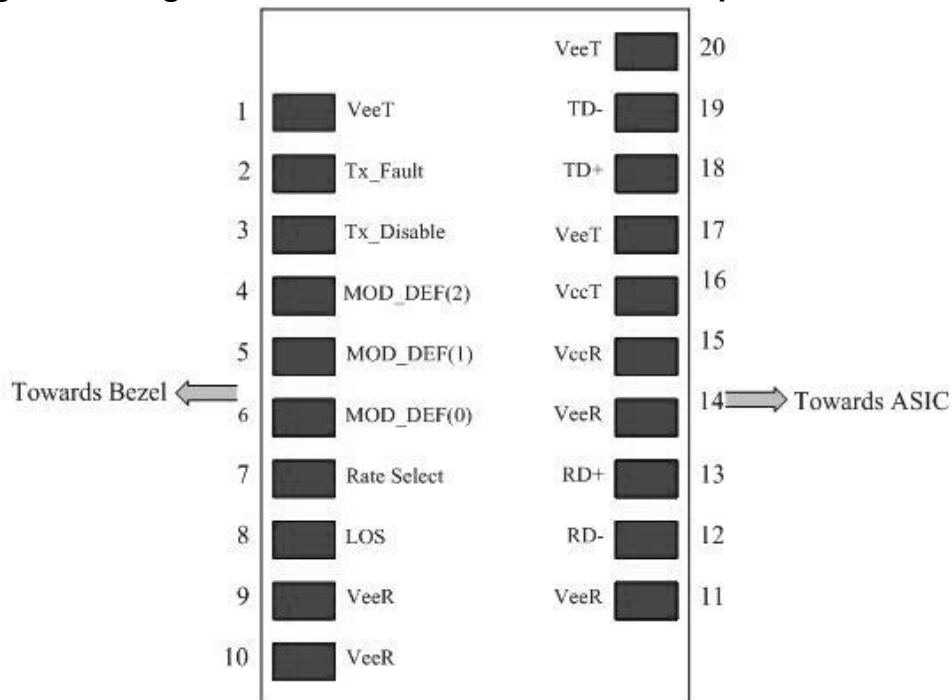 VeeT 20
1 VeeT TD- 19
2 Tx_Fault TD+ 18
3 Tx_Disable VeeT 17
4 MOD_DEF(2) VccT 16
5 MOD_DEF(1) VccR 15
Towards Bezel 6 MOD_DEF(0) VeeR 14 Towards ASIC
7 Rate Select RD+ 13
8 LOS RD- 12
9 VeeR VeeR 11
10 VeeR